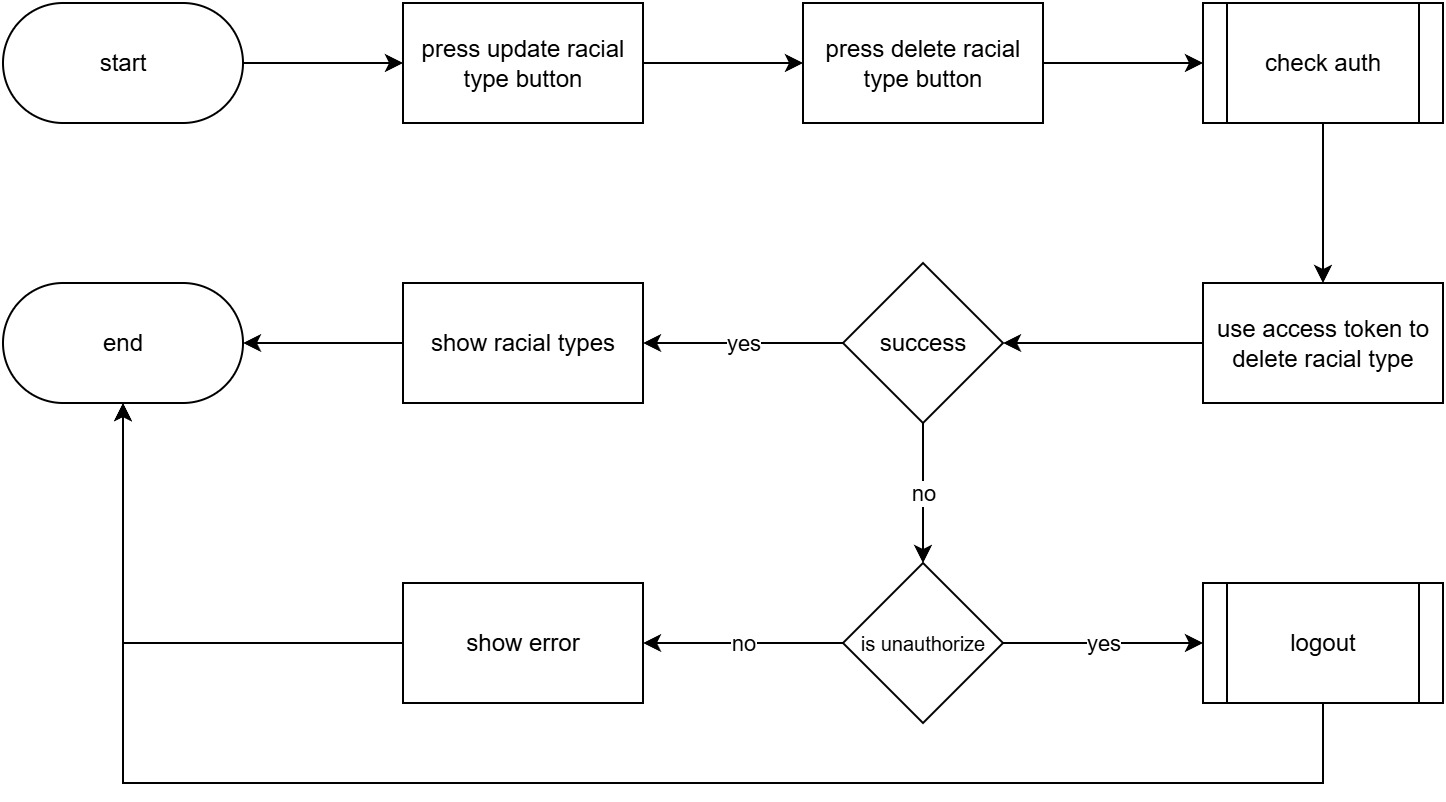 start
press update racial
type button
press delete racial
type button
check auth
end
show racial types
yes
success
use access token to
delete racial type
no
show error
no
is unauthorize
yes
logout